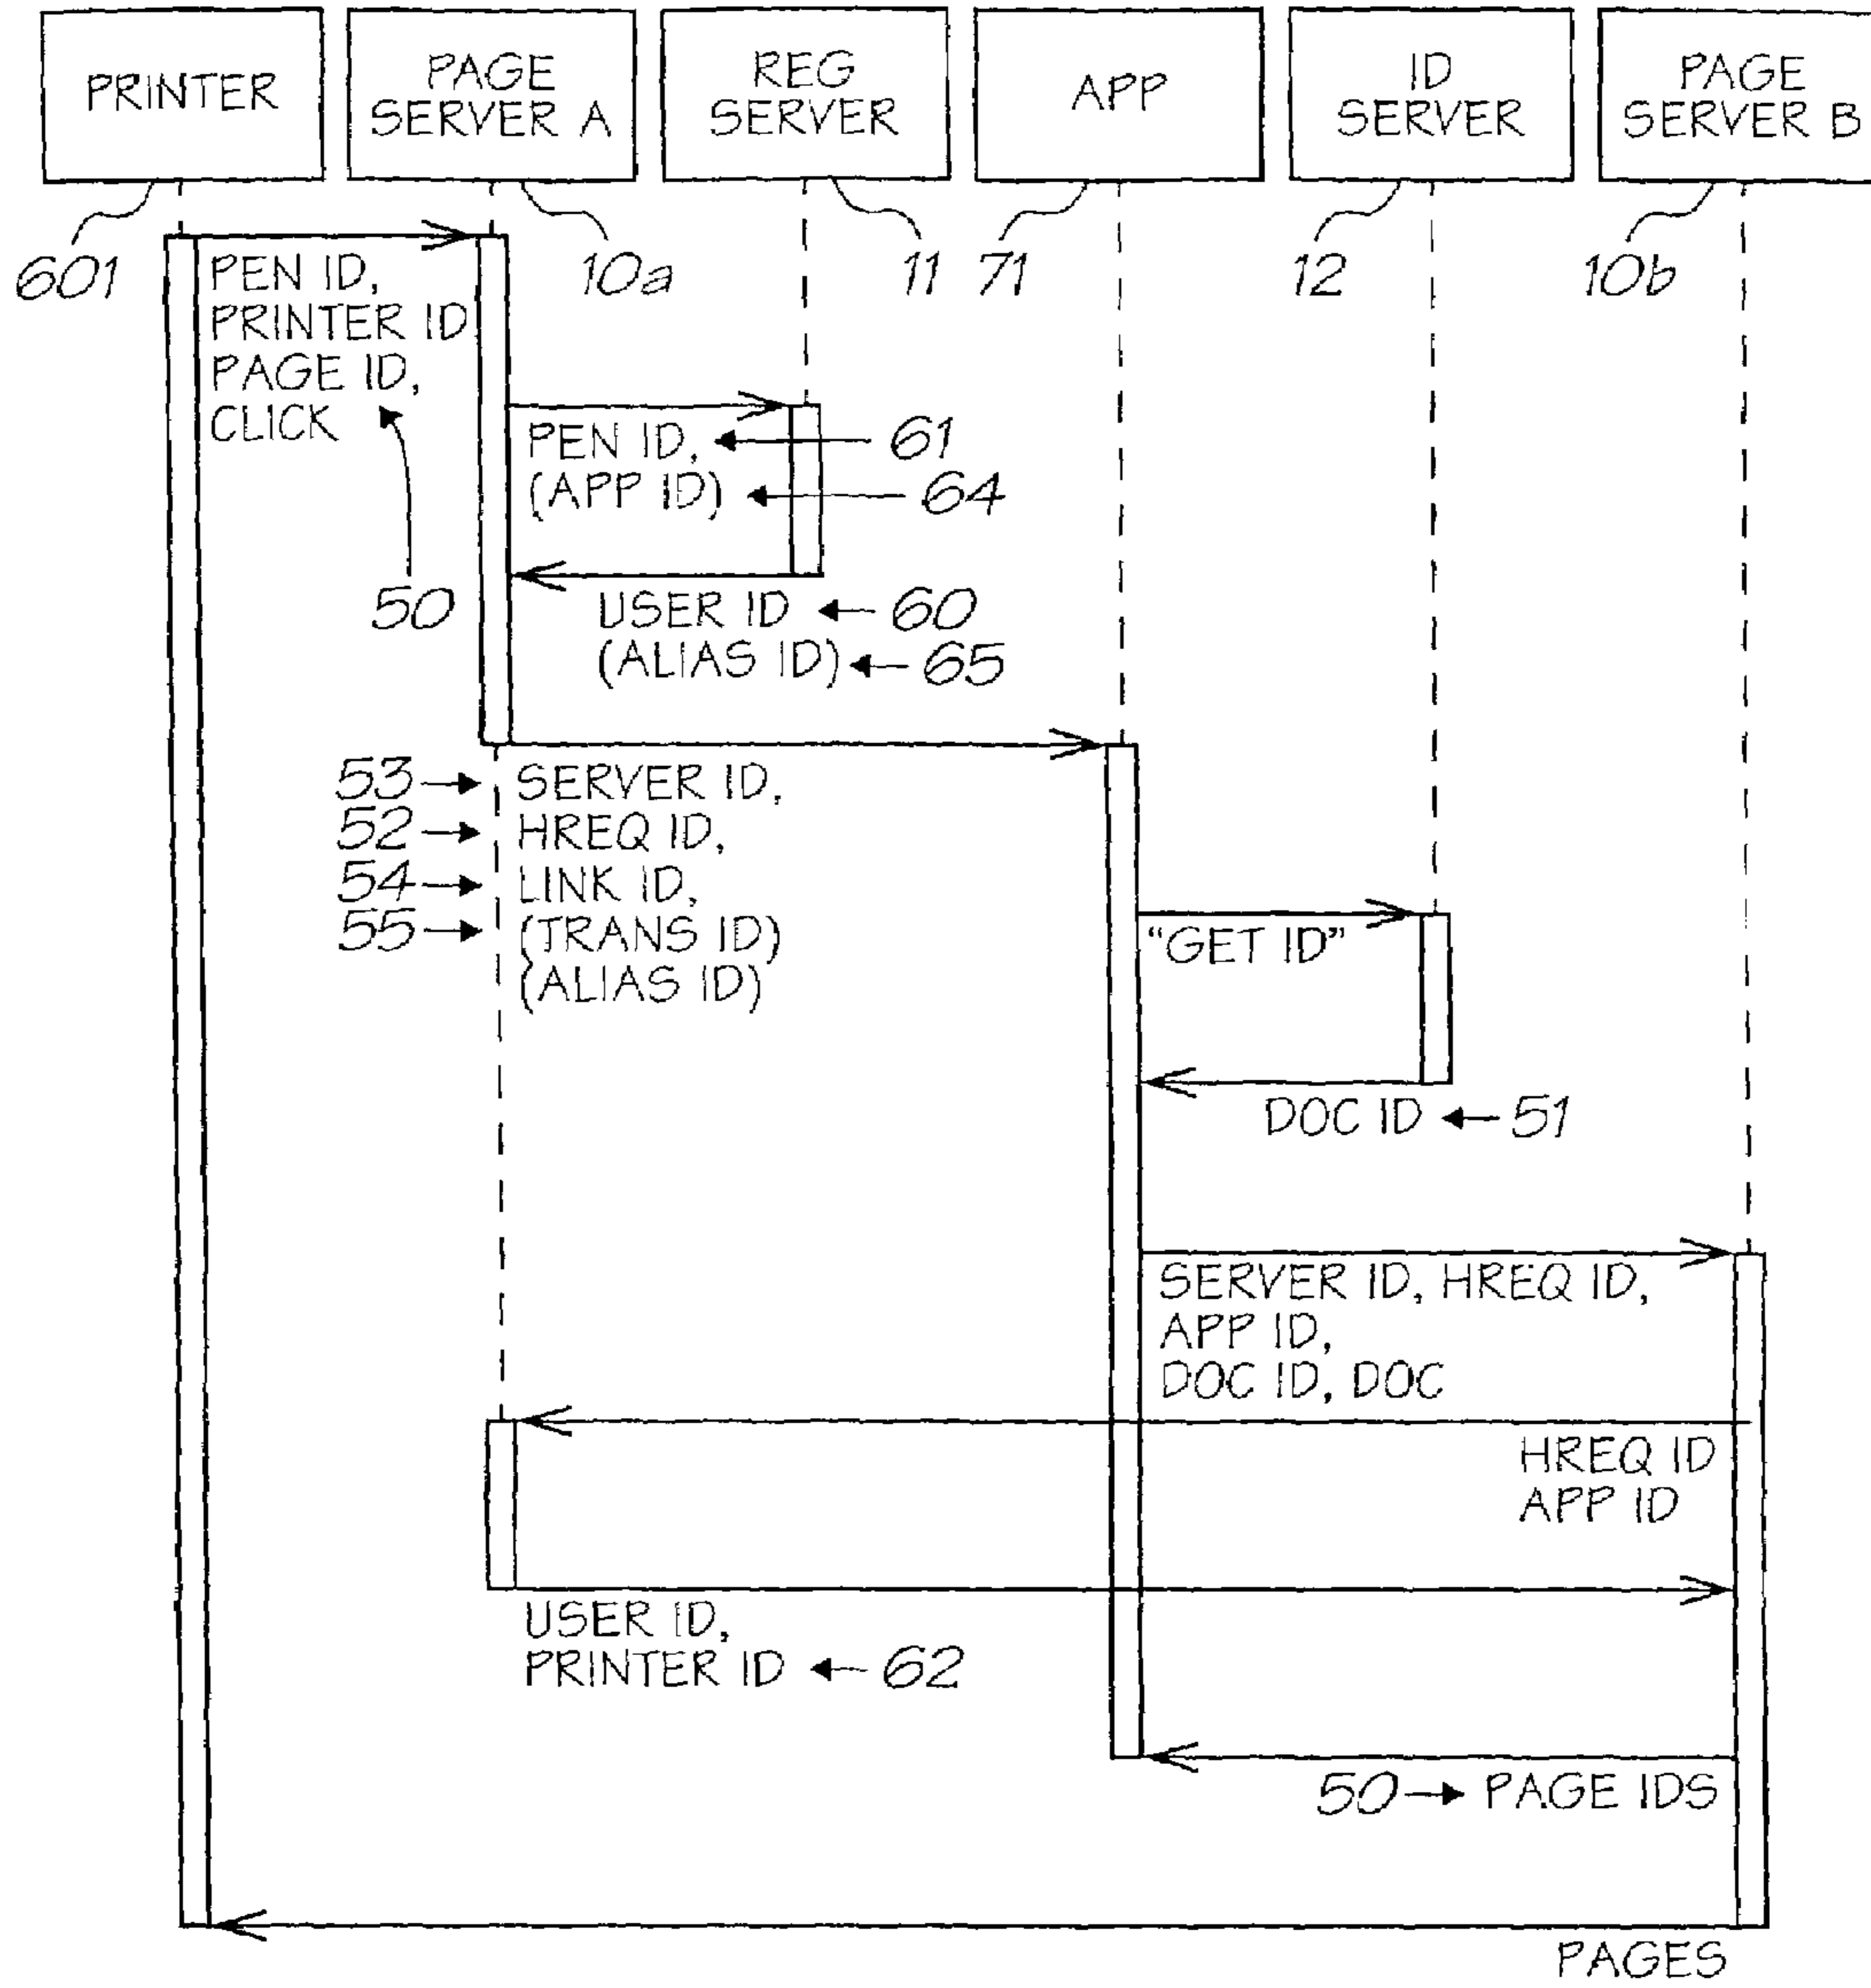 PRINTER
PAGE
SERVER A
REG
SERVER
APP
ID
SERVER
PAGE
SERVER B
601
10a
11
71
12
10b
PEN ID,
PRINTER ID
PAGE ID,
CLICK
50
PEN ID,
(APP ID)
61
64
USER ID
(ALIAS ID)
60
65
53
52
54
55
SERVER ID,
HREQ ID,
LINK ID,
(TRANS ID)
(ALIAS ID)
“GET ID”
DOC ID
51
SERVER ID, HREQ ID,
APP ID,
DOC ID, DOC
HREQ ID
APP ID
USER ID,
PRINTER ID
62
50
PAGE IDS
PAGES